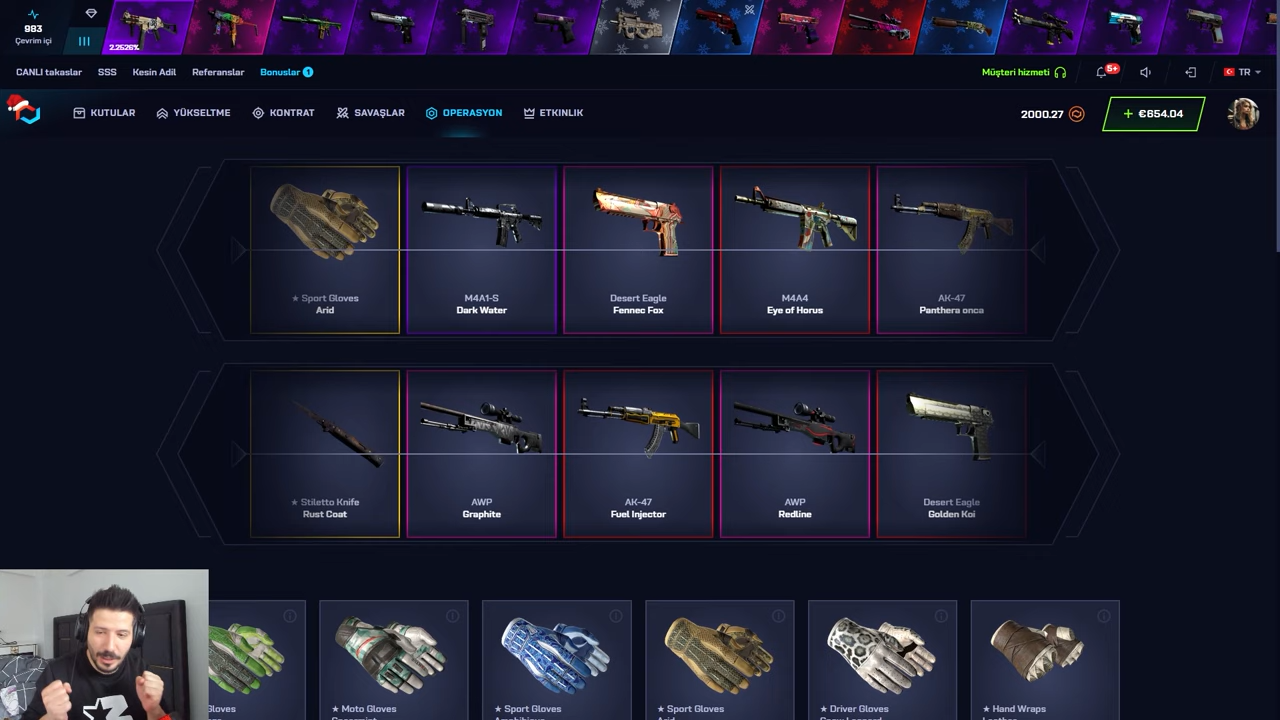 983
Çevrim içi
2.2526%
CANLI takaslar
SSS
Kesin Adil
Referanslar
Bonuslar 1
Müşteri hizmeti
5+
TR
KUTULAR
YÜKSELTME
KONTRAT
SAVAŞLAR
OPERASYON
ETKINLIK
2000.27
+ €654.04
★ Sport Gloves
Arid
M4A1-S
Dark Water
Desert Eagle
Fennec Fox
M4A4
Eye of Horus
AK-47
Panthera onca
★ Stiletto Knife
Rust Coat
AWP
Graphite
AK-47
Fuel Injector
AWP
Redline
Desert Eagle
Golden Koi
Gloves
★ Moto Gloves
★ Sport Gloves
★ Sport Gloves
★ Driver Gloves
★ Hand Wraps